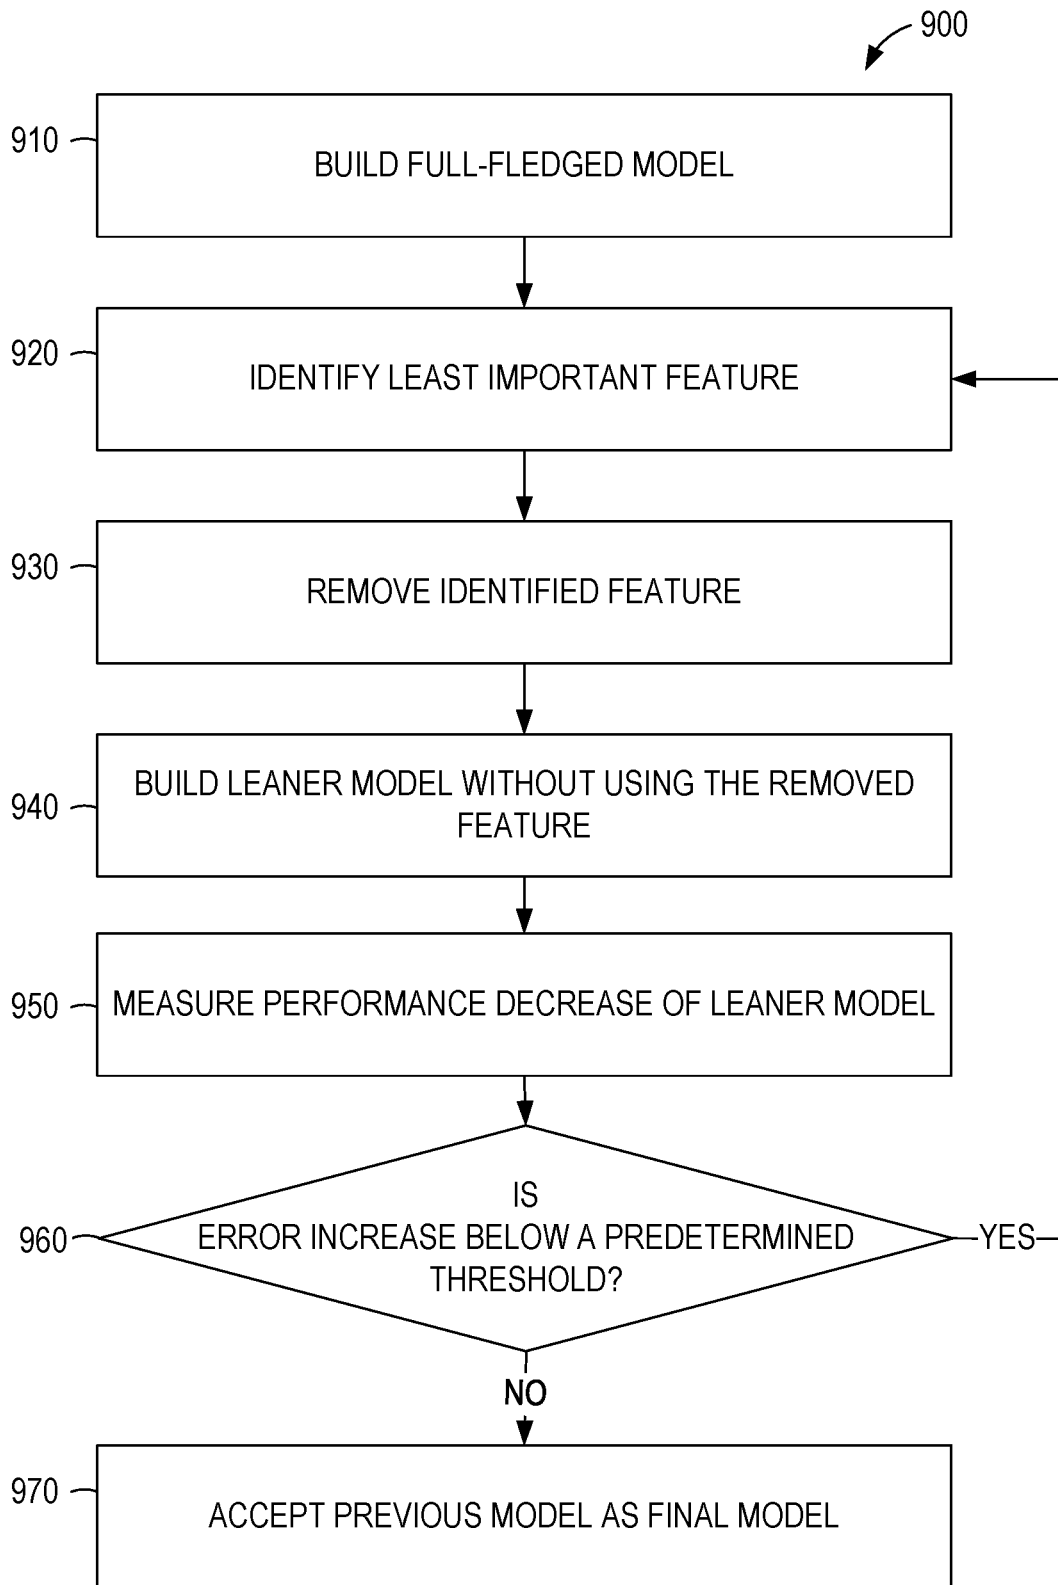 900
910
BUILD FULL-FLEDGED MODEL
920
IDENTIFY LEAST IMPORTANT FEATURE
930
REMOVE IDENTIFIED FEATURE
940
BUILD LEANER MODEL WITHOUT USING THE REMOVED
FEATURE
950
MEASURE PERFORMANCE DECREASE OF LEANER MODEL
960
IS
ERROR INCREASE BELOW A PREDETERMINED
THRESHOLD?
YES
NO
970
ACCEPT PREVIOUS MODEL AS FINAL MODEL